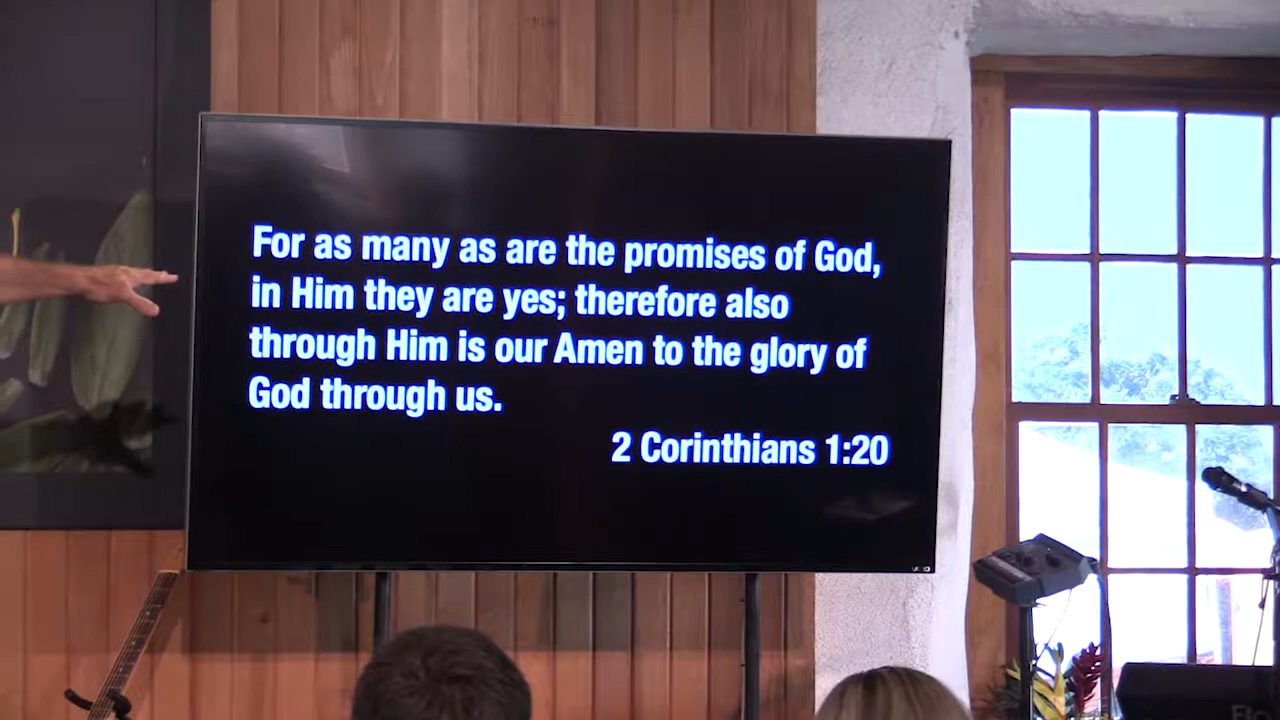 For as many as are the promises of God,
in Him they are yes; therefore also
through Him is our Amen to the glory of
God through us.
2 Corinthians 1:20